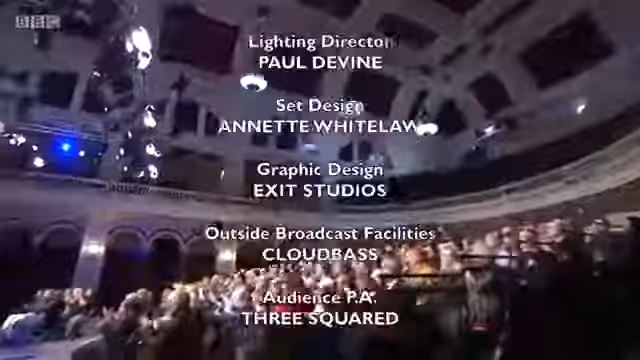 BBC
Lighting Director
PAUL DEVINE
Set Design
ANNETTE WHITELAW
Graphic Design
EXIT STUDIOS
Outside Broadcast Facilities
CLOUDBASS
Audience P.A.
THREE SQUARED